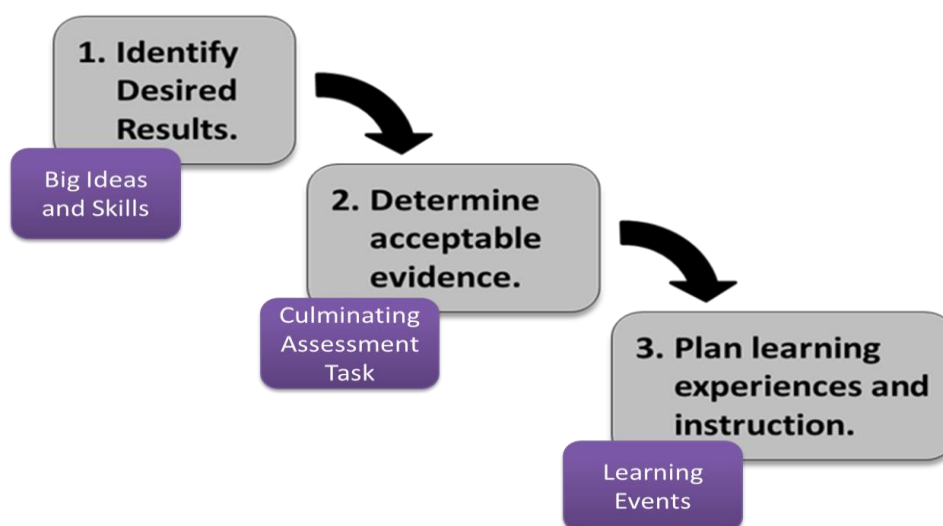 1. Identify
Desired
Results.
Big Ideas
and Skills
2. Determine
acceptable
evidence.
Culminating
Assessment
Task
3. Plan learning
experiences and
instruction.
Learning
Events